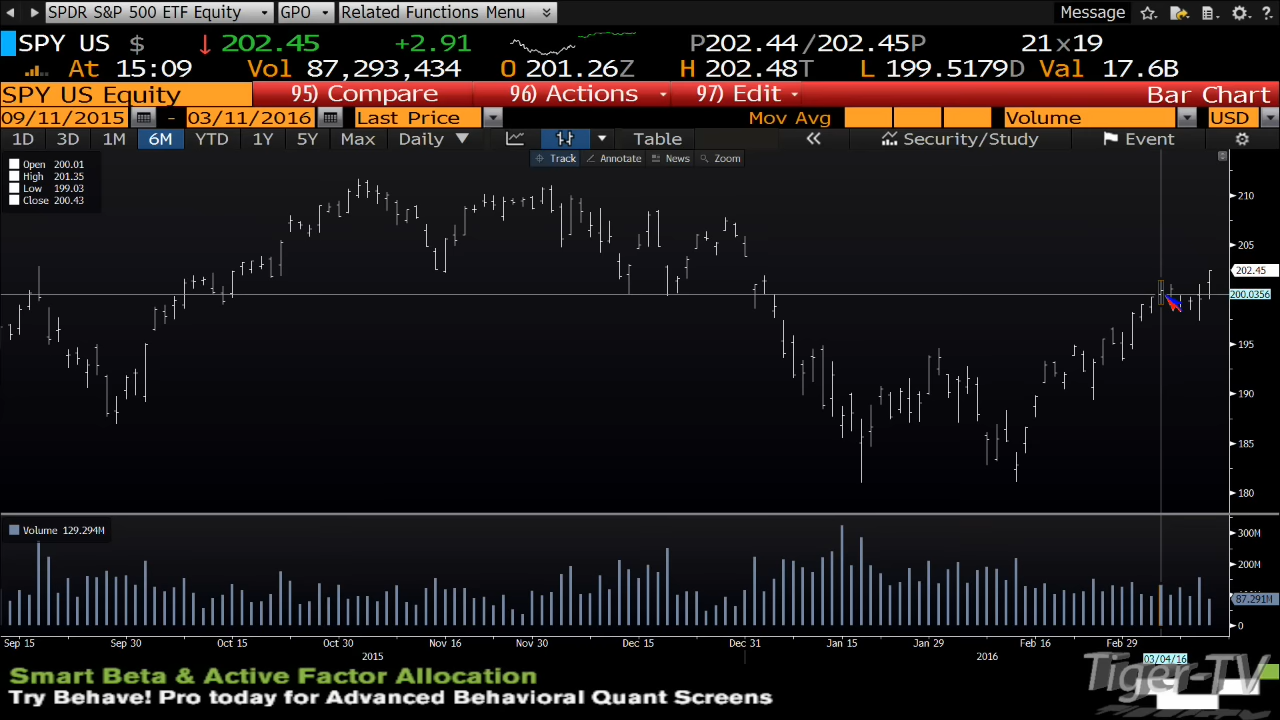 SPDR S&P 500 ETF Equity GPO Related Functions Menu Message
SPY US $ 202.45 +2.91 P202.44 /202.45P 21x19
At 15:09 Vol 87,293,434 O 201.26Z H 202.48T L 199.5179D Val 17.6B
SPY US Equity 95) Compare 96) Actions 97) Edit Bar Chart
09/11/2015 - 03/11/2016 Last Price Mov Avg Volume USD
1D 3D 1M 6M YTD 1Y 5Y Max Daily Table Security/Study Event
Track Annotate News Zoom
Open 200.01
High 201.35
Low 199.03
Close 200.43
210
205
202.45
200.0356
195
190
185
180
Volume 129.294M
300M
200M
87.291M
0
Sep 15 Sep 30 Oct 15 Oct 30 Nov 16 Nov 30 Dec 15 Dec 31 Jan 15 Jan 29 Feb 16 Feb 29
2015 2016 03/04/16
Smart Beta & Active Factor Allocation
Try Behave! Pro today for Advanced Behavioral Quant Screens
Tiger-TV